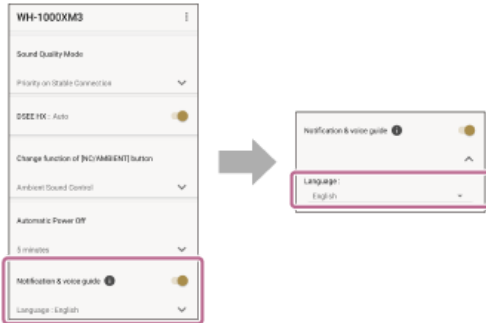 WH-1000XM3
Sound Quality Mode
Priority on Stable Connection
DSEE HX : Auto
Change function of [NC/AMBIENT] button
Ambient Sound Control
Automatic Power Off
5 minutes
Notification & voice guide
Language : English
Notification & voice guide
Language :
English